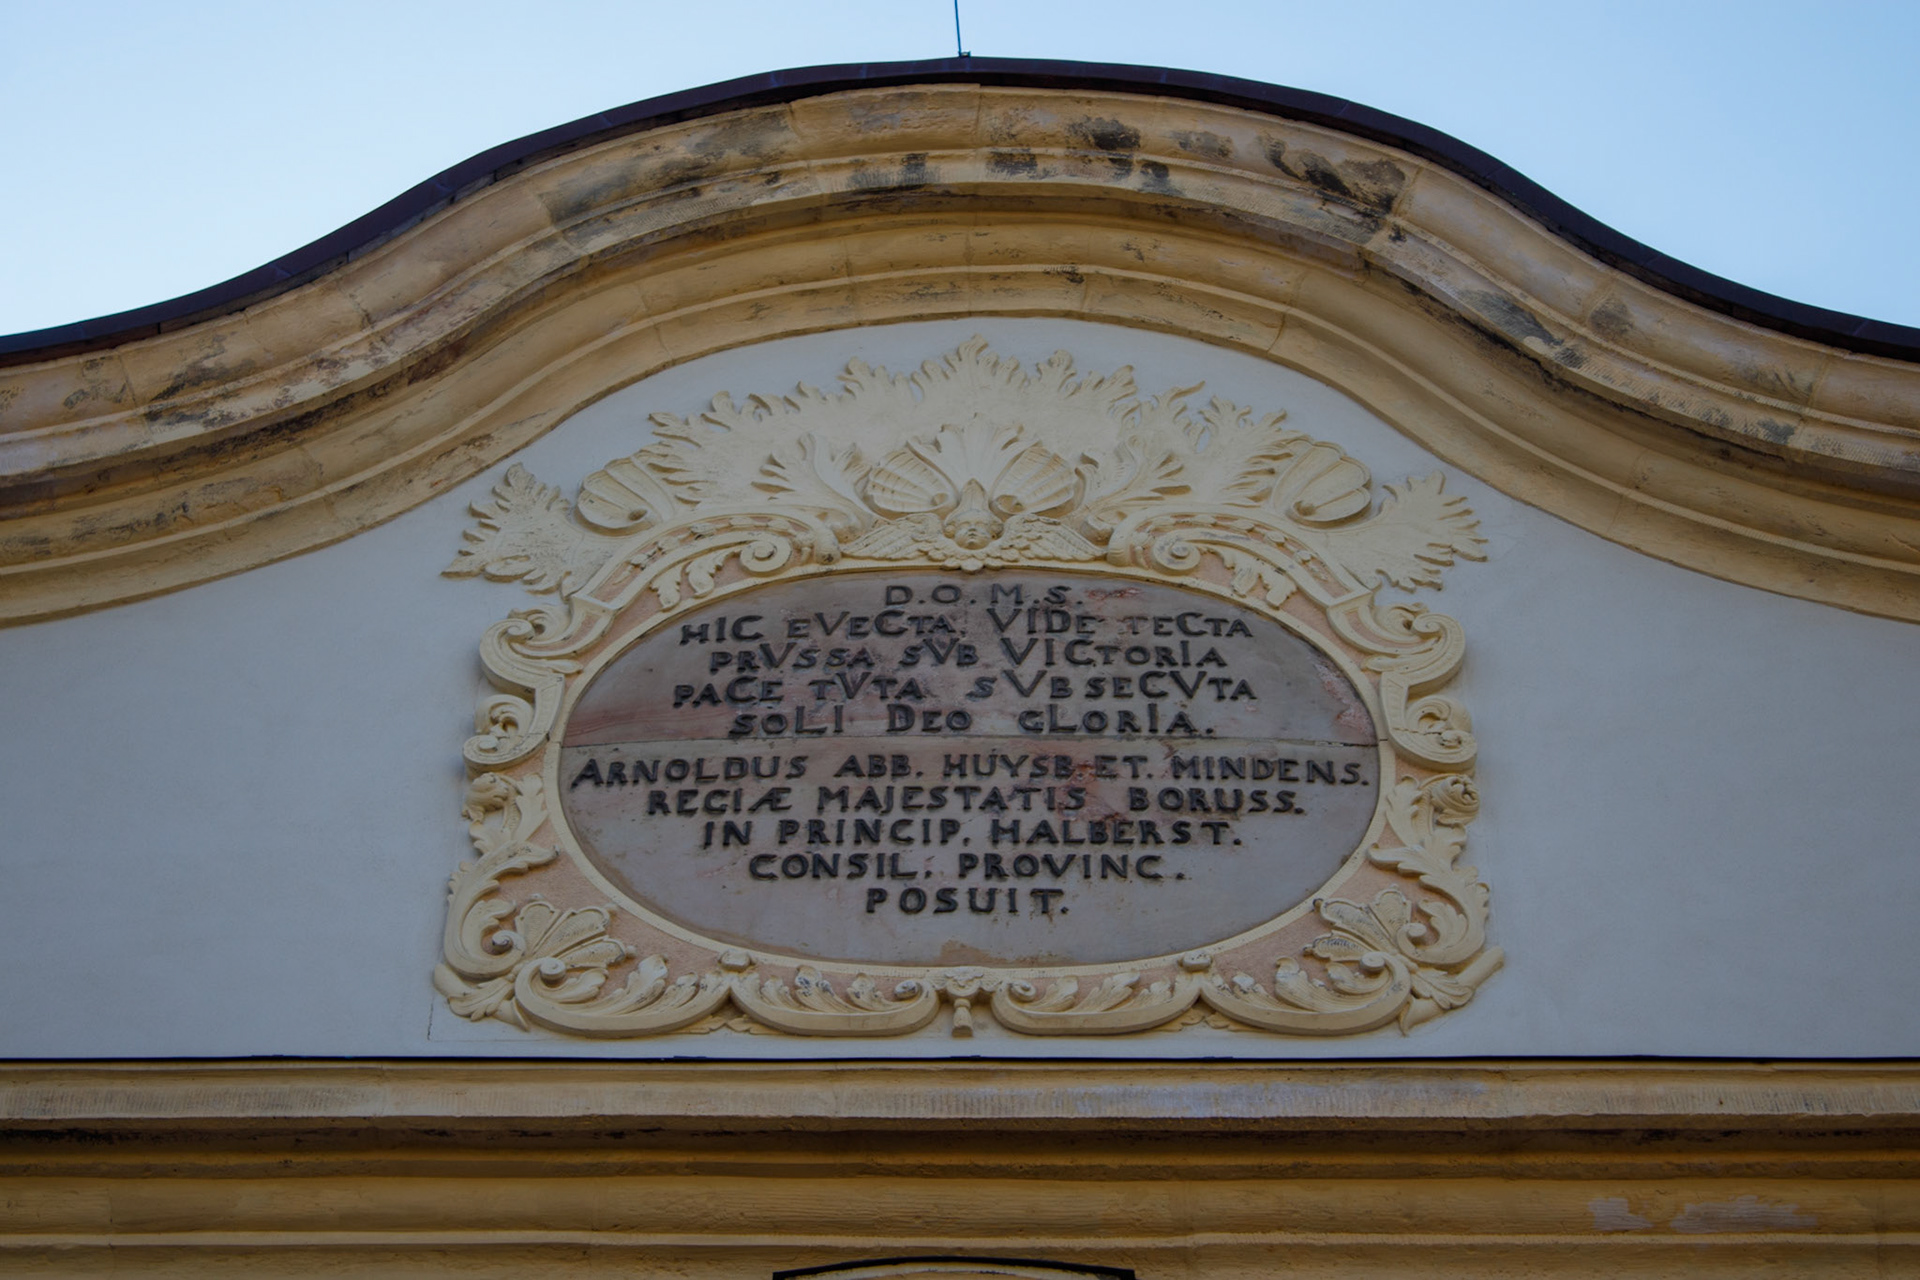 D.O.M.S.
HIC EVECTA, VIDE TECTA
PRVSSA SVB VICTORIA
PACE TVTA SVBSECVTA
SOLI DEO GLORIA.
ARNOLDUS ABB. HUYSB. ET. MINDENS.
REGIÆ MAJESTATIS BORUSS.
IN PRINCIP. HALBERST.
CONSIL. PROVINC.
POSUIT.